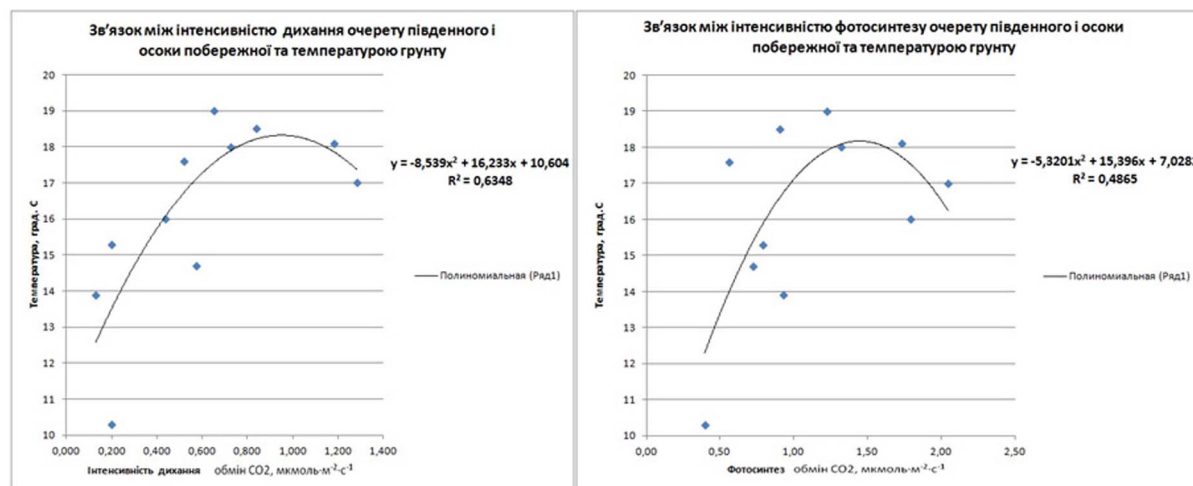 Зв'язок між інтенсивністю дихання очерету південного і
осоки побережної та температурою грунту
20
19
18
17
16
15
14
13
12
11
10
Температура, град. С
0,000 0,200 0,400 0,600 0,800 1,000 1,200 1,400
Інтенсивність дихання обмін СО2, мкмоль·м⁻²·с⁻¹
y = -8,539x² + 16,233x + 10,604
R² = 0,6348
Полиномиальная (Ряд1)
Зв'язок між інтенсивністю фотосинтезу очерету південного і осоки
побережної та температурою грунту
20
19
18
17
16
15
14
13
12
11
10
Температура, град. С
0,00 0,50 1,00 1,50 2,00 2,50
Фотосинтез обмін СО2, мкмоль·м⁻²·с⁻¹
y = -5,3201x² + 15,396x + 7,028
R² = 0,4865
Полиномиальная (Ряд1)